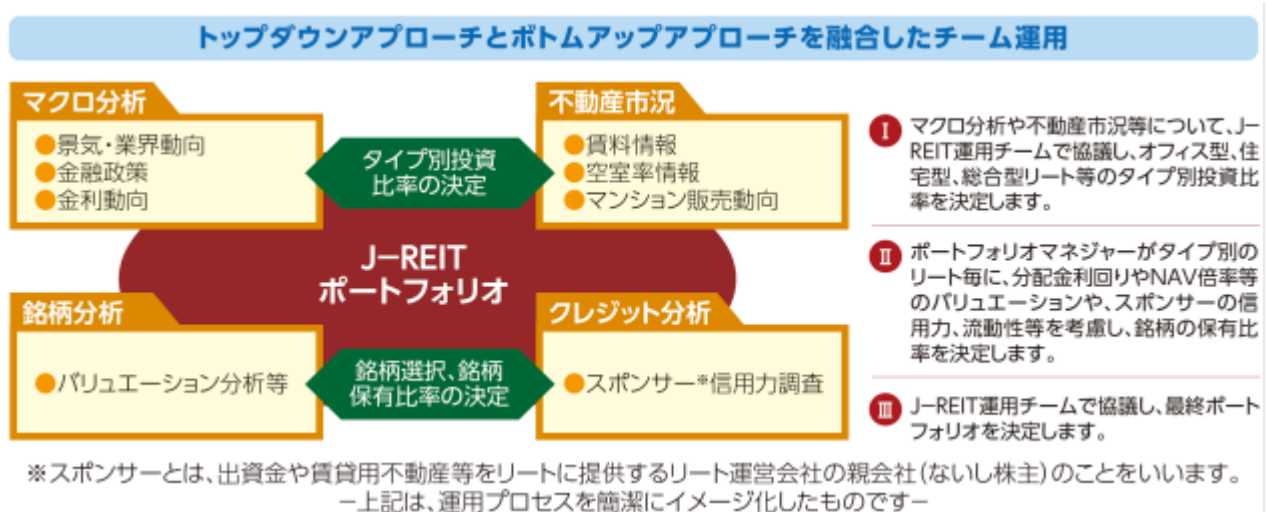 トップダウンアプローチとボトムアップアプローチを融合したチーム運用
マクロ分析
●景気・業界動向
●金融政策
●金利動向
タイプ別投資
比率の決定
不動産市況
●賃料情報
●空室率情報
●マンション販売動向
J−REIT
ポートフォリオ
銘柄分析
●バリュエーション分析等
銘柄選択、銘柄
保有比率の決定
クレジット分析
●スポンサー※信用力調査
Ⅰ マクロ分析や不動産市況等について、J−
REIT運用チームで協議し、オフィス型、住
宅型、総合型リート等のタイプ別投資比
率を決定します。
Ⅱ ポートフォリオマネジャーがタイプ別の
リート毎に、分配金利回りやNAV倍率等
のバリュエーションや、スポンサーの信
用力、流動性等を考慮し、銘柄の保有比
率を決定します。
Ⅲ J−REIT運用チームで協議し、最終ポート
フォリオを決定します。
※スポンサーとは、出資金や賃貸用不動産等をリートに提供するリート運営会社の親会社(ないし株主)のことをいいます。
−上記は、運用プロセスを簡潔にイメージ化したものです−